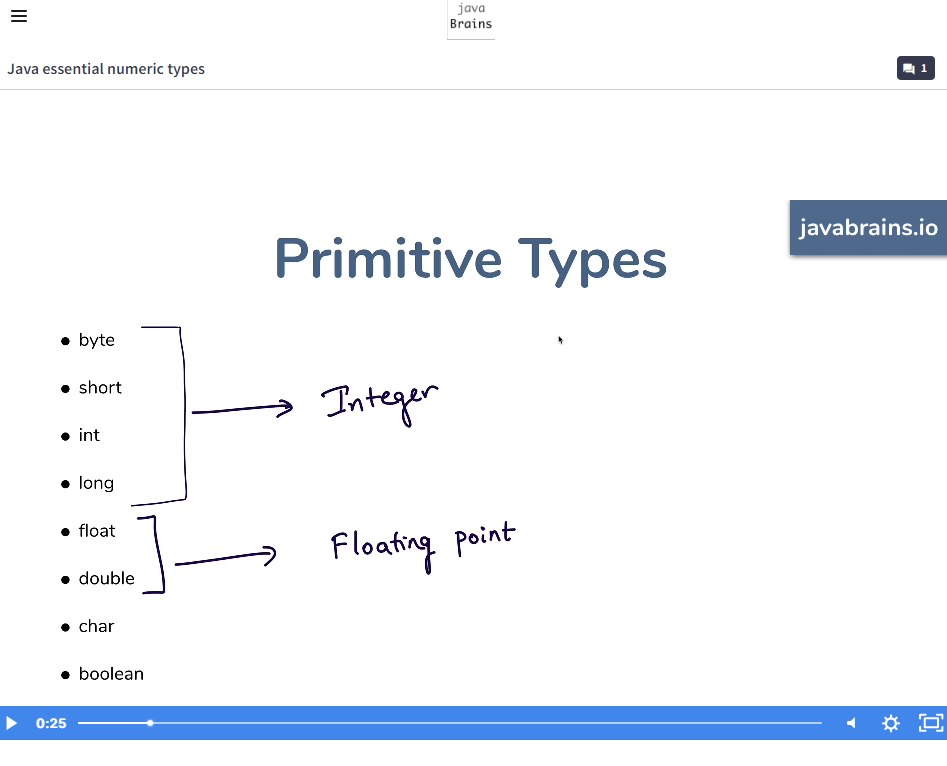 java
Brains
Java essential numeric types
1
javabrains.io
Primitive Types
• byte
• short
• int
• long
• float
• double
• char
• boolean
Integer
Floating point
0:25